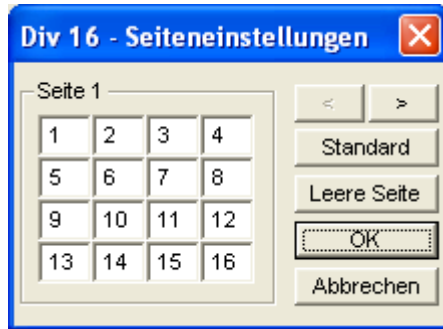 Div 16 - Seiteneinstellungen
Seite 1
1 2 3 4
5 6 7 8
9 10 11 12
13 14 15 16
< >
Standard
Leere Seite
OK
Abbrechen